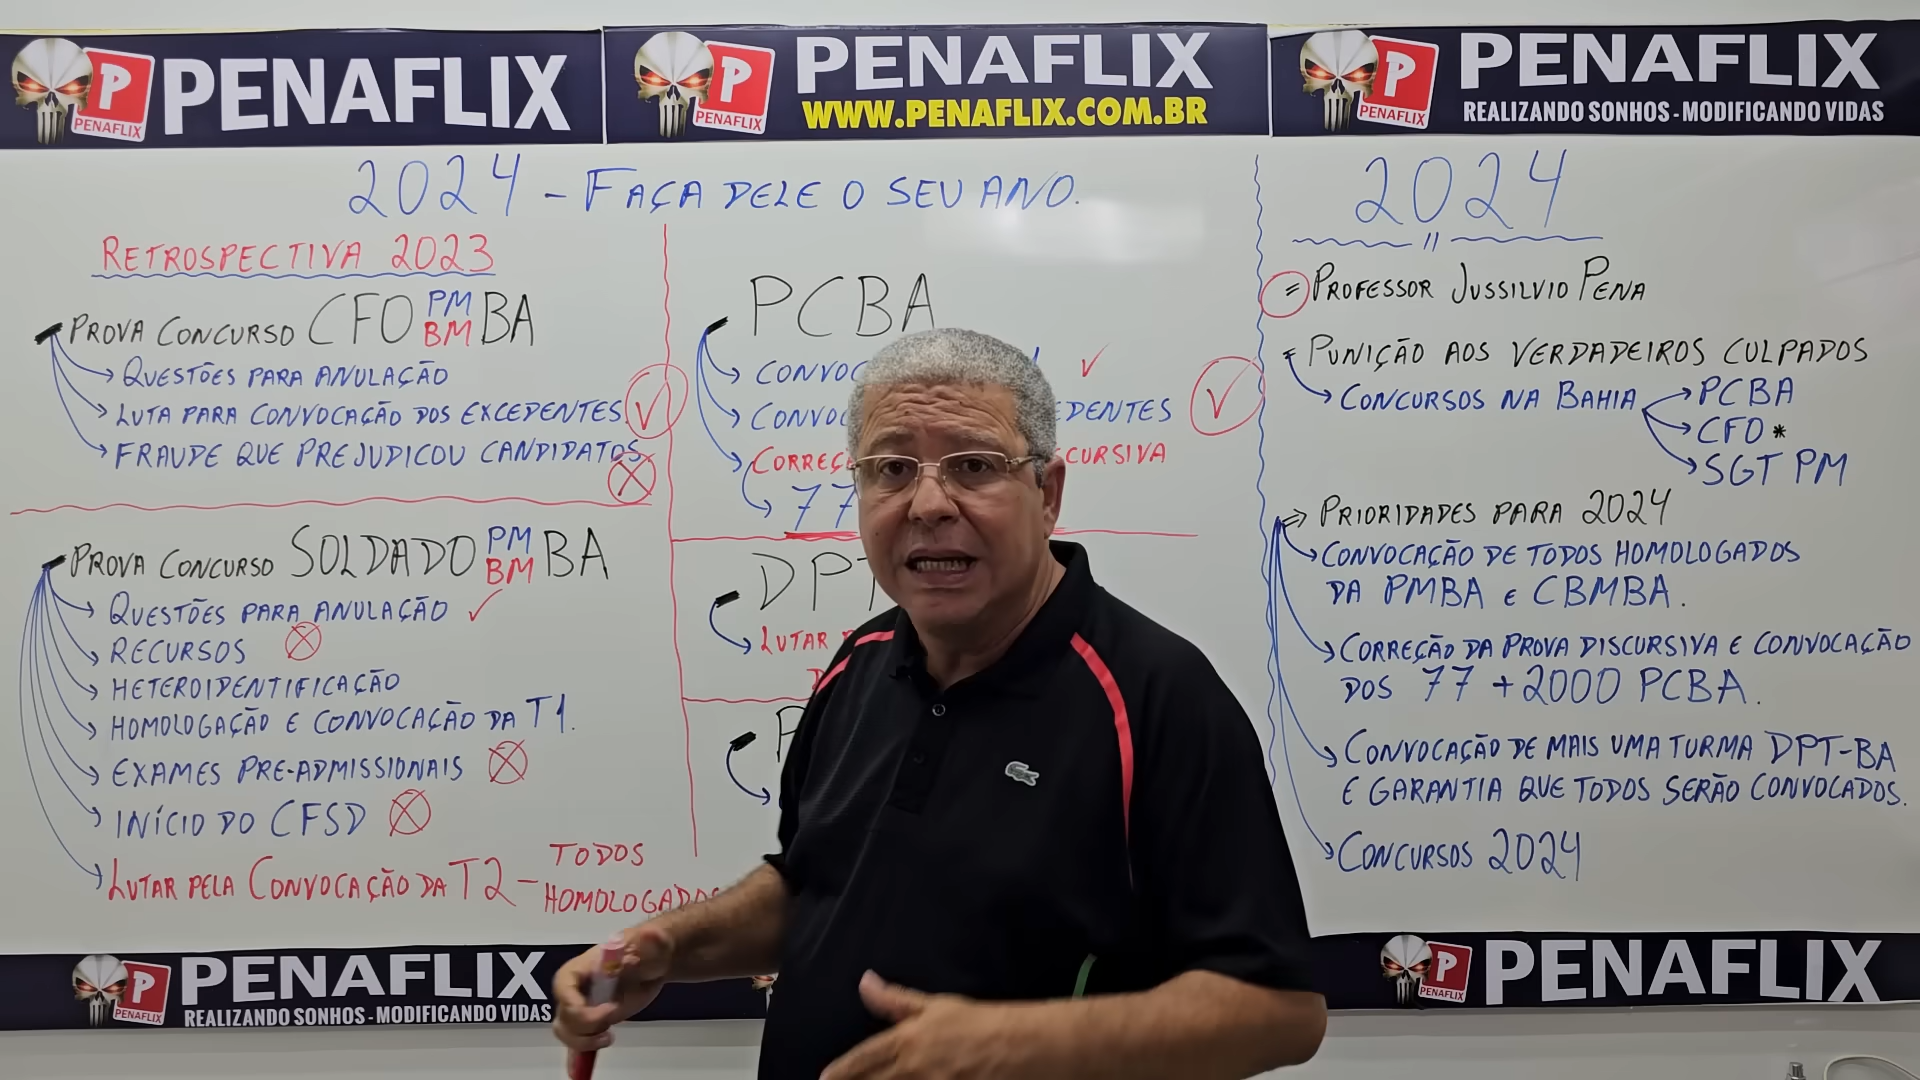 P PENAFLIX PENAFLIX
P PENAFLIX PENAFLIX
WWW.PENAFLIX.COM.BR
P PENAFLIX PENAFLIX
REALIZANDO SONHOS - MODIFICANDO VIDAS
2024 - FAÇA DELE O SEU ANO.
RETROSPECTIVA 2023
PROVA CONCURSO CFO PM BM BA
QUESTÕES PARA ANULAÇÃO
LUTA PARA CONVOCAÇÃO DOS EXCEDENTES
FRAUDE QUE PREJUDICOU CANDIDATOS
PROVA CONCURSO SOLDADO PM BM BA
QUESTÕES PARA ANULAÇÃO
RECURSOS
HETEROIDENTIFICAÇÃO
HOMOLOGAÇÃO E CONVOCAÇÃO DA T1.
EXAMES PRE-ADMISSIONAIS
INÍCIO DO CFSD
LUTAR PELA CONVOCAÇÃO DA T2 - TODOS
HOMOLOGADOS
PCBA
77
LUTAR
2024
PROFESSOR JUSSILVIO PENA
PUNIÇÃO AOS VERDADEIROS CULPADOS
CONCURSOS NA BAHIA
PCBA
CFO *
SGT PM
PRIORIDADES PARA 2024
CONVOCAÇÃO DE TODOS HOMOLOGADOS
DA PMBA E CBMBA.
CORREÇÃO DA PROVA DISCURSIVA E CONVOCAÇÃO
DOS 77 + 2000 PCBA.
CONVOCAÇÃO DE MAIS UMA TURMA DPT-BA
E GARANTIA QUE TODOS SERÃO CONVOCADOS.
CONCURSOS 2024
P PENAFLIX PENAFLIX
REALIZANDO SONHOS - MODIFICANDO VIDAS
P PENAFLIX PENAFLIX